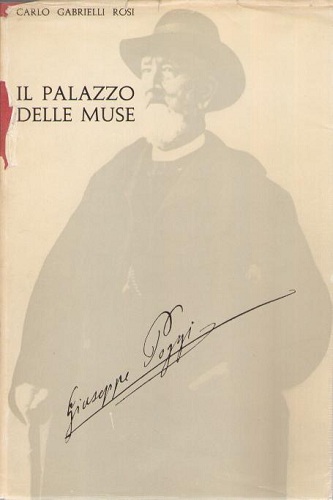 CARLO GABRIELLI ROSI
IL PALAZZO
DELLE MUSE
Giuseppe Poggi